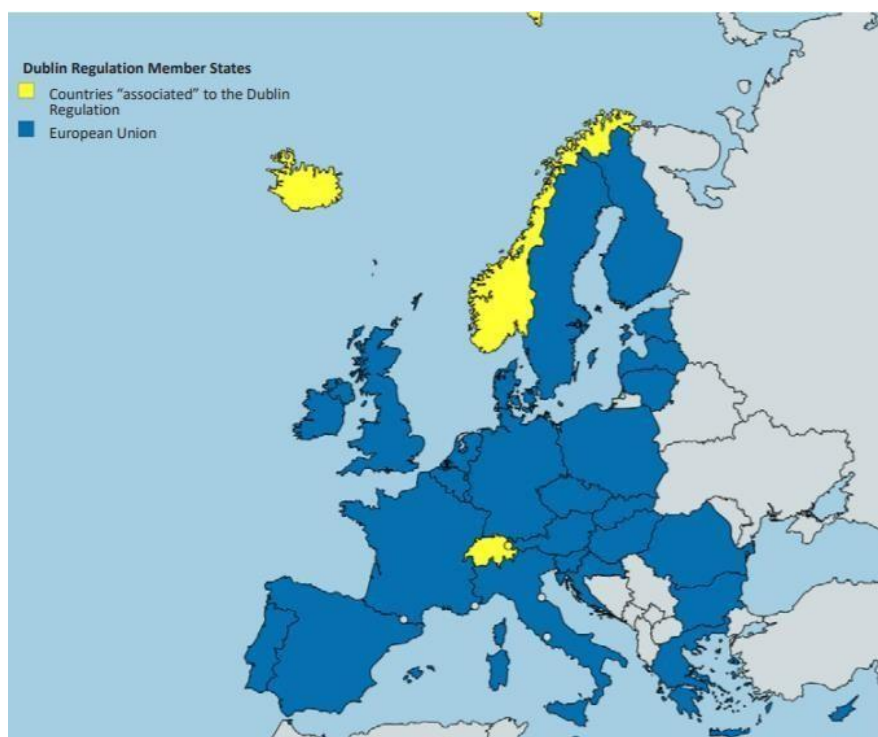 Dublin Regulation Member States
Countries “associated” to the Dublin
Regulation
European Union